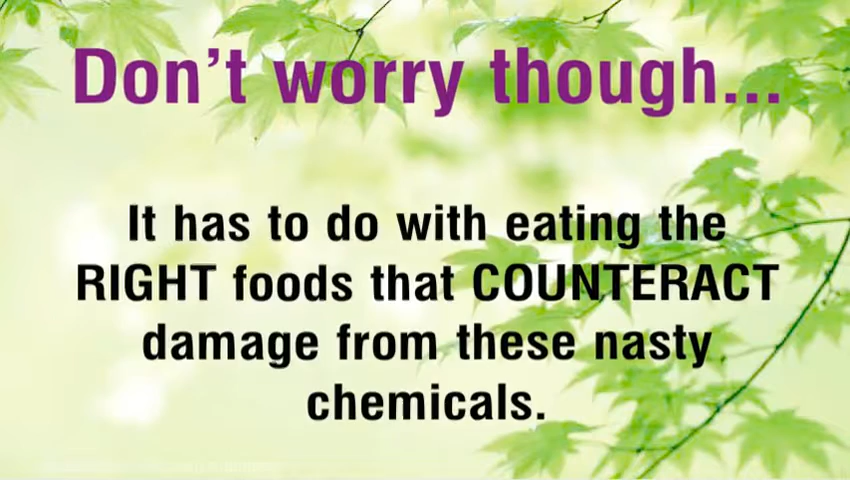 Don't worry though...
It has to do with eating the
RIGHT foods that COUNTERACT
damage from these nasty
chemicals.